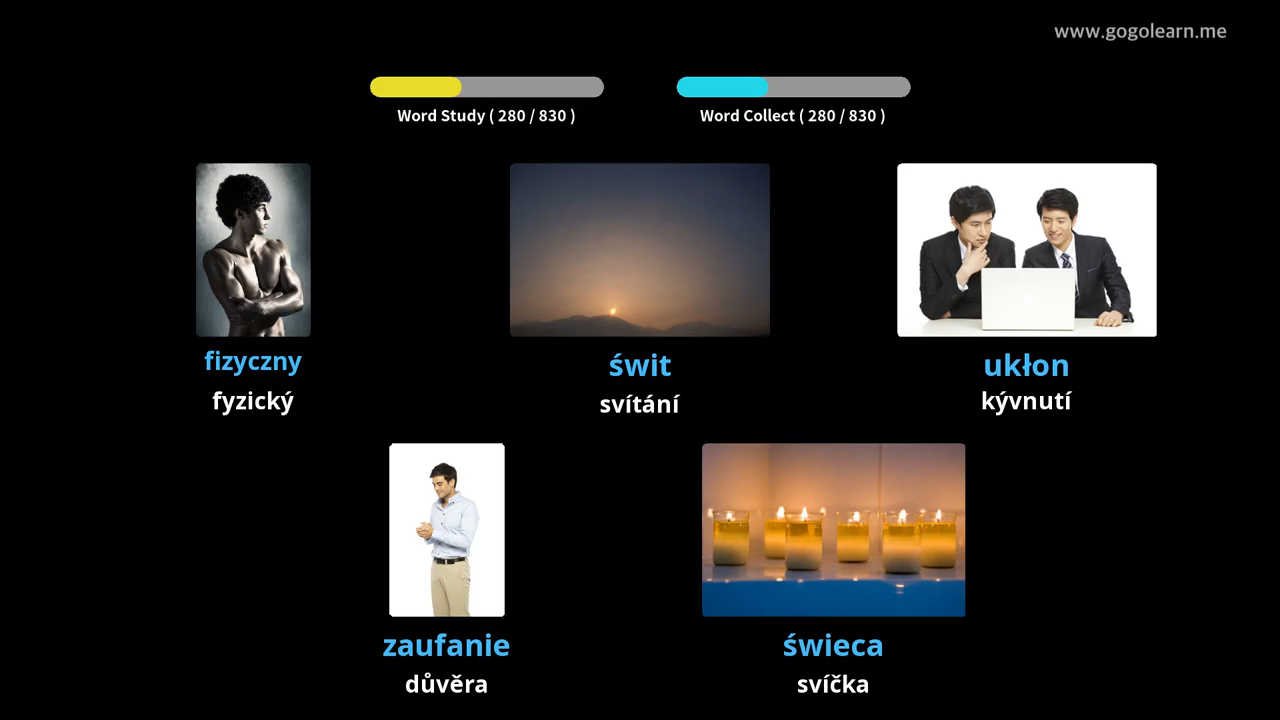 www.gogolearn.me
Word Study ( 280 / 830 )
Word Collect ( 280 / 830 )
fizyczny
fyzický
świt
svítání
ukłon
kývnutí
zaufanie
důvěra
świeca
svíčka